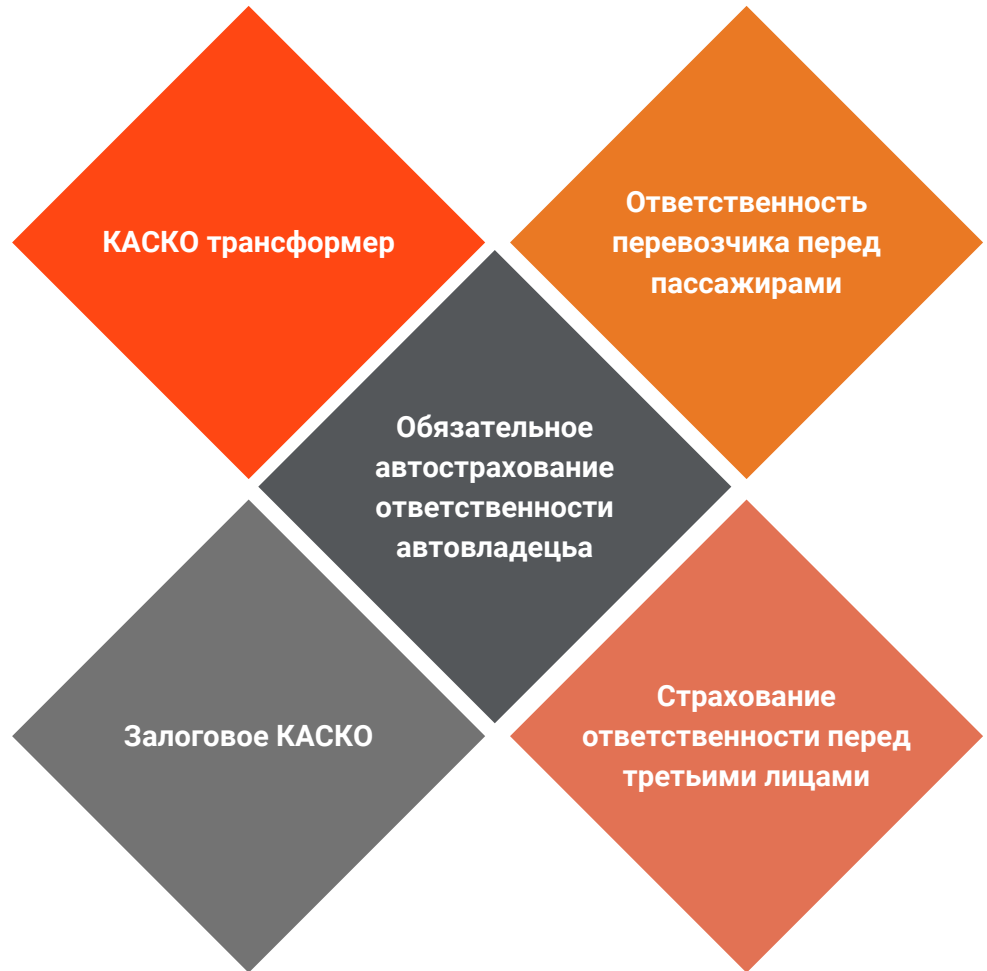 КАСКО трансформер
Ответственность
перевозчика перед
пассажирами
Обязательное
автострахование
ответственности
автовладецьа
Залоговое КАСКО
Страхование
ответственности перед
третьими лицами